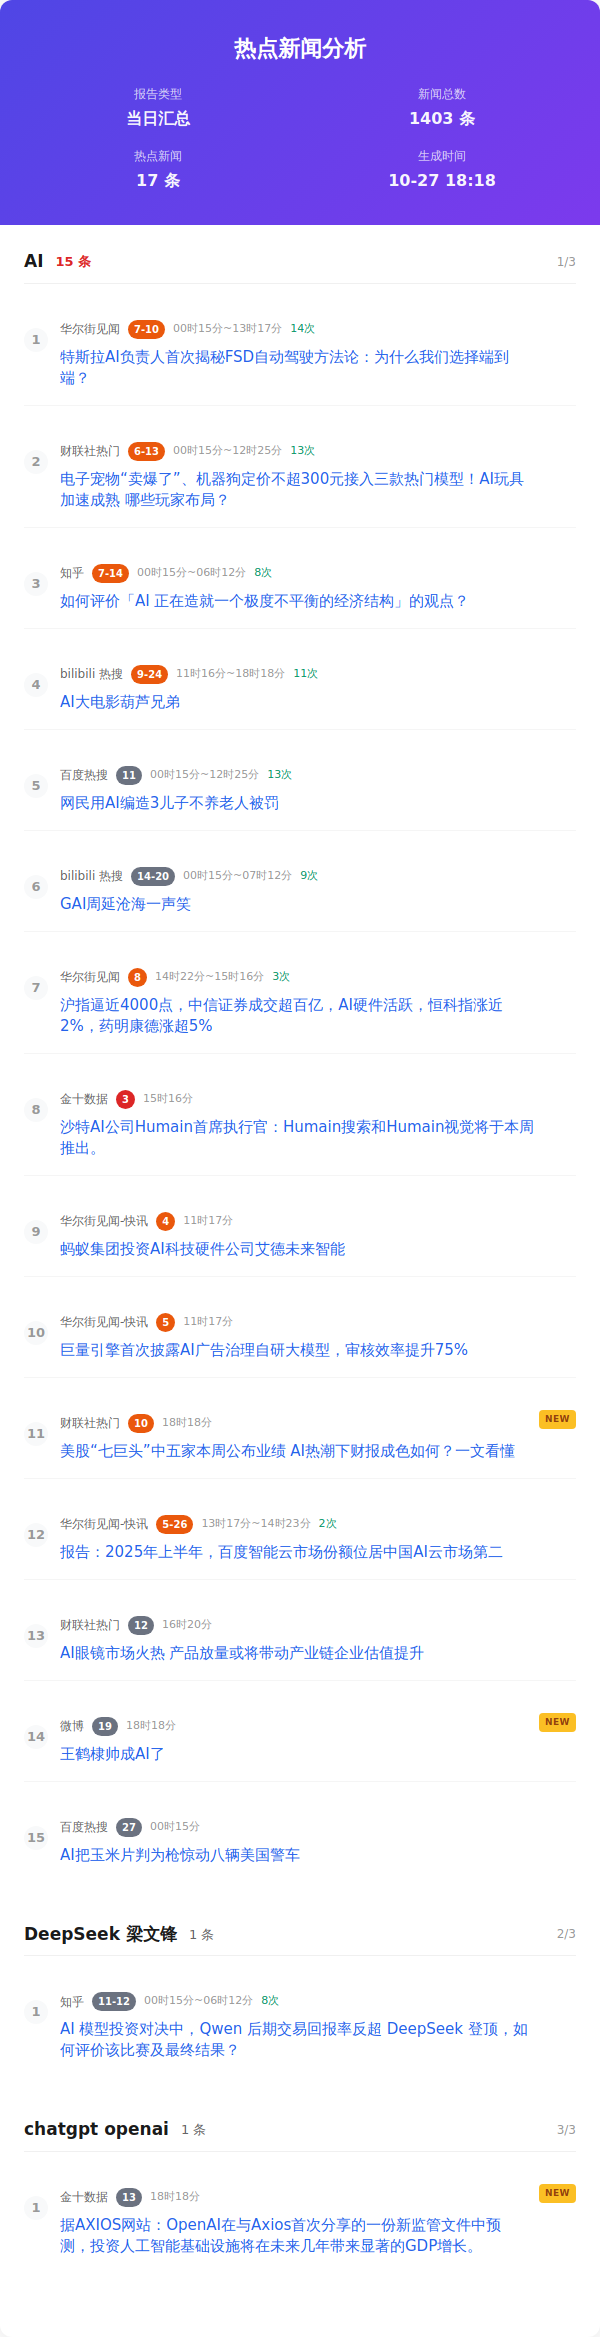 热点新闻分析
报告类型
新闻总数
当日汇总
1403 条
热点新闻
生成时间
17 条
10-27 18:18
AI 15 条 1/3
1 华尔街见闻 7-10 00时15分~13时17分 14次
特斯拉AI负责人首次揭秘FSD自动驾驶方法论：为什么我们选择端到
端？
2 财联社热门 6-13 00时15分~12时25分 13次
电子宠物“卖爆了”、机器狗定价不超300元接入三款热门模型！AI玩具
加速成熟 哪些玩家布局？
3 知乎 7-14 00时15分~06时12分 8次
如何评价「AI 正在造就一个极度不平衡的经济结构」的观点？
4 bilibili 热搜 9-24 11时16分~18时18分 11次
AI大电影葫芦兄弟
5 百度热搜 11 00时15分~12时25分 13次
网民用AI编造3儿子不养老人被罚
6 bilibili 热搜 14-20 00时15分~07时12分 9次
GAI周延沧海一声笑
7 华尔街见闻 8 14时22分~15时16分 3次
沪指逼近4000点，中信证券成交超百亿，AI硬件活跃，恒科指涨近
2%，药明康德涨超5%
8 金十数据 3 15时16分
沙特AI公司Humain首席执行官：Humain搜索和Humain视觉将于本周
推出。
9 华尔街见闻-快讯 4 11时17分
蚂蚁集团投资AI科技硬件公司艾德未来智能
10 华尔街见闻-快讯 5 11时17分
巨量引擎首次披露AI广告治理自研大模型，审核效率提升75%
11 财联社热门 10 18时18分 NEW
美股“七巨头”中五家本周公布业绩 AI热潮下财报成色如何？一文看懂
12 华尔街见闻-快讯 5-26 13时17分~14时23分 2次
报告：2025年上半年，百度智能云市场份额位居中国AI云市场第二
13 财联社热门 12 16时20分
AI眼镜市场火热 产品放量或将带动产业链企业估值提升
14 微博 19 18时18分 NEW
王鹤棣帅成AI了
15 百度热搜 27 00时15分
AI把玉米片判为枪惊动八辆美国警车
DeepSeek 梁文锋 1 条 2/3
1 知乎 11-12 00时15分~06时12分 8次
AI 模型投资对决中，Qwen 后期交易回报率反超 DeepSeek 登顶，如
何评价该比赛及最终结果？
chatgpt openai 1 条 3/3
1 金十数据 13 18时18分 NEW
据AXIOS网站：OpenAI在与Axios首次分享的一份新监管文件中预
测，投资人工智能基础设施将在未来几年带来显著的GDP增长。